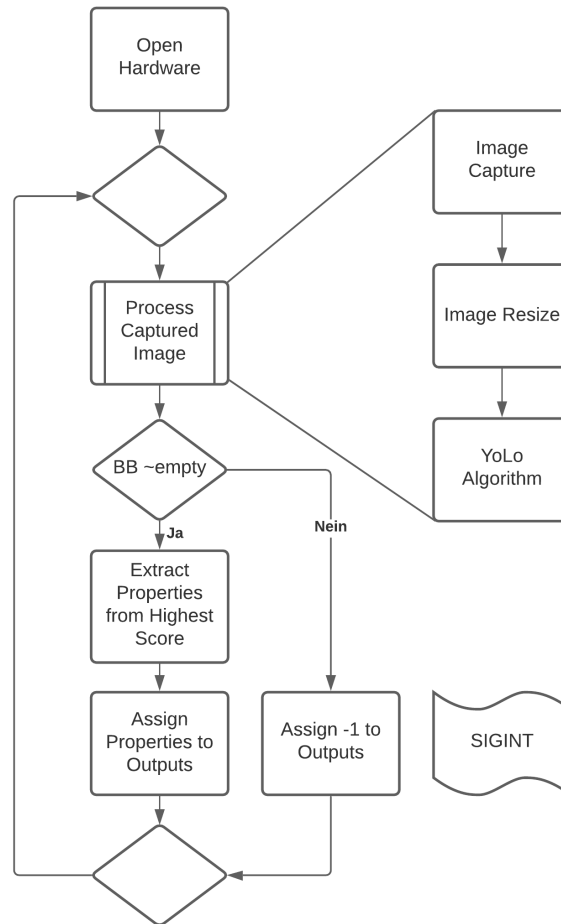 Open
Hardware
Process
Captured
Image
BB ~empty
Ja
Nein
Extract
Properties
from Highest
Score
Assign
Properties to
Outputs
Assign -1 to
Outputs
Image
Capture
Image Resize
YoLo
Algorithm
SIGINT